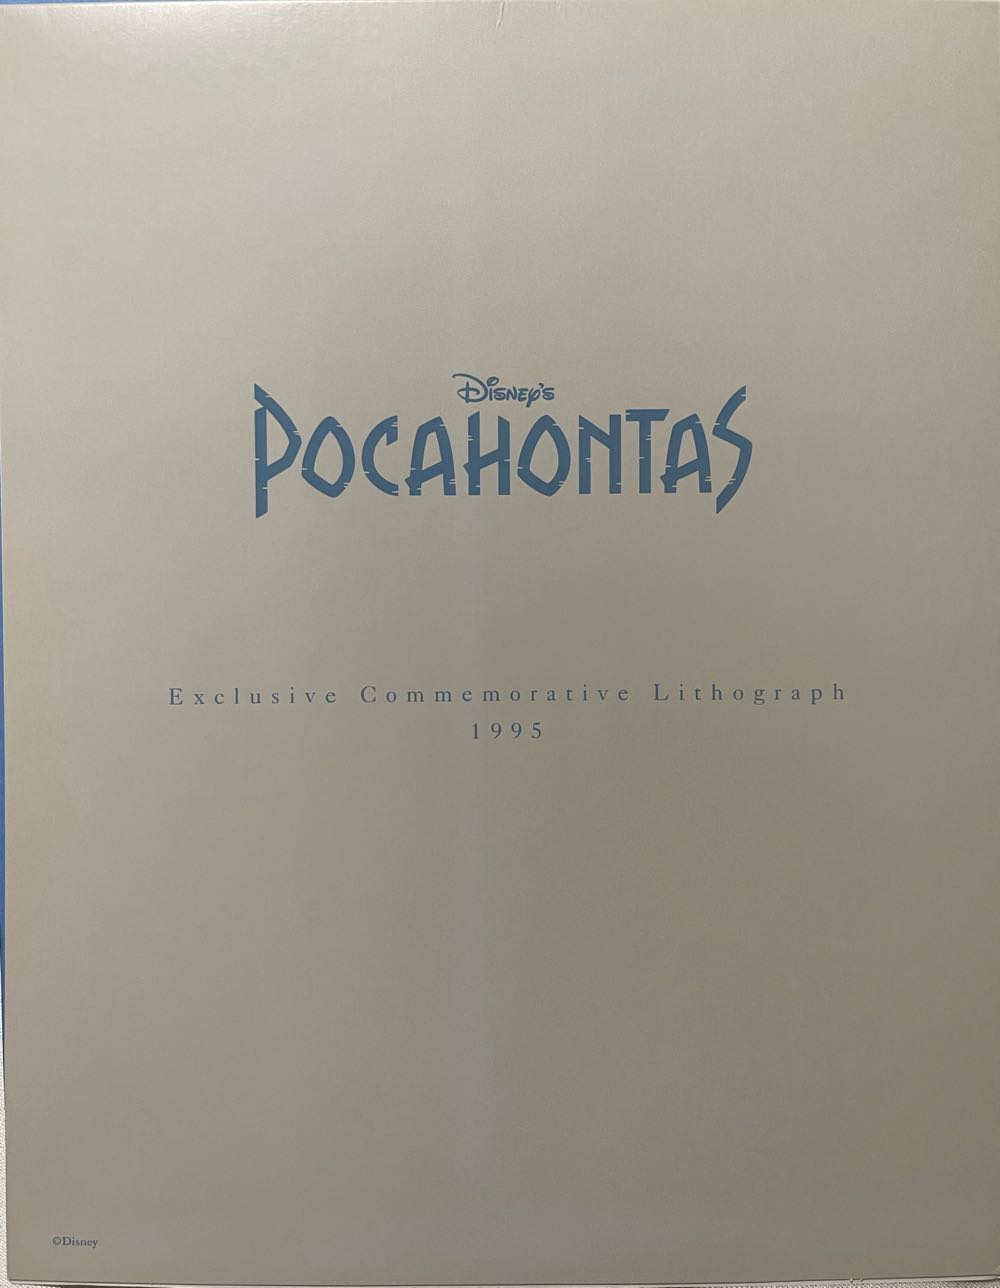 Disney's
POCAHONTAS
Exclusive Commemorative Lithograph
1995
©Disney